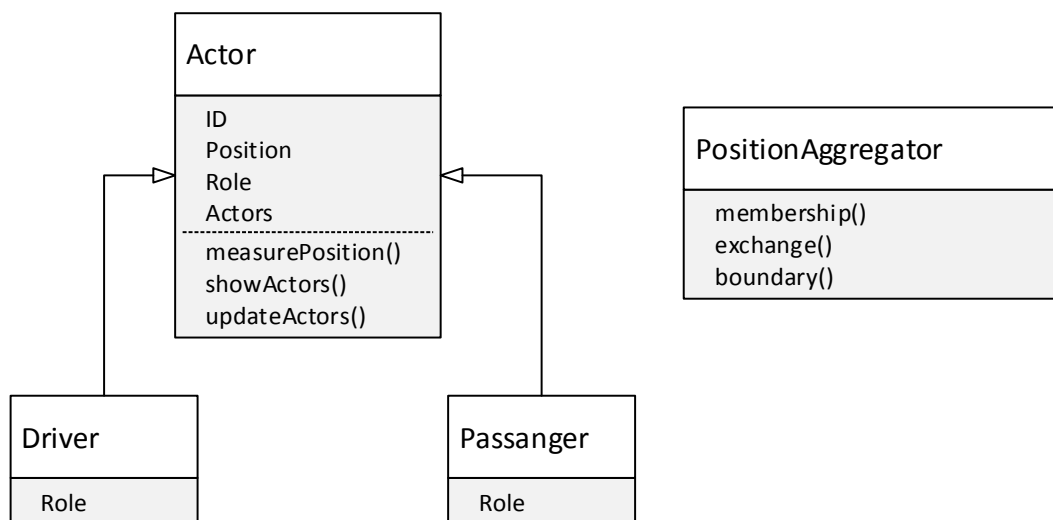 Actor
ID
Position
Role
Actors
measurePosition()
showActors()
updateActors()
PositionAggregator
membership()
exchange()
boundary()
Driver
Role
Passanger
Role